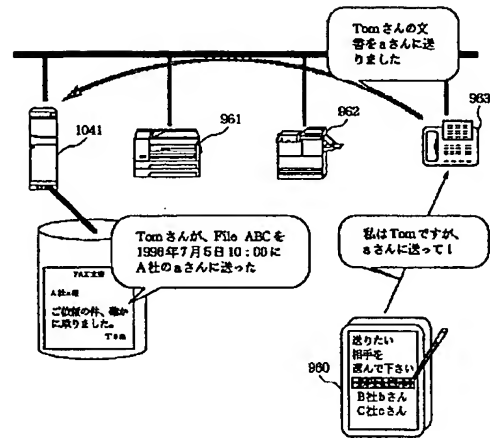 Tomさんの文
書をaさんに送
りました
963
961
962
1041
Tomさんが、File ABCを
1998年7月5日10:00に
A社のaさんに送った
私はTomですが、
aさんに送って!
FAX文書
A社a様
ご依頼の件、確か
に承りました。
Tom
送りたい
相手を
選んで下さい
B社bさん
C社cさん
960